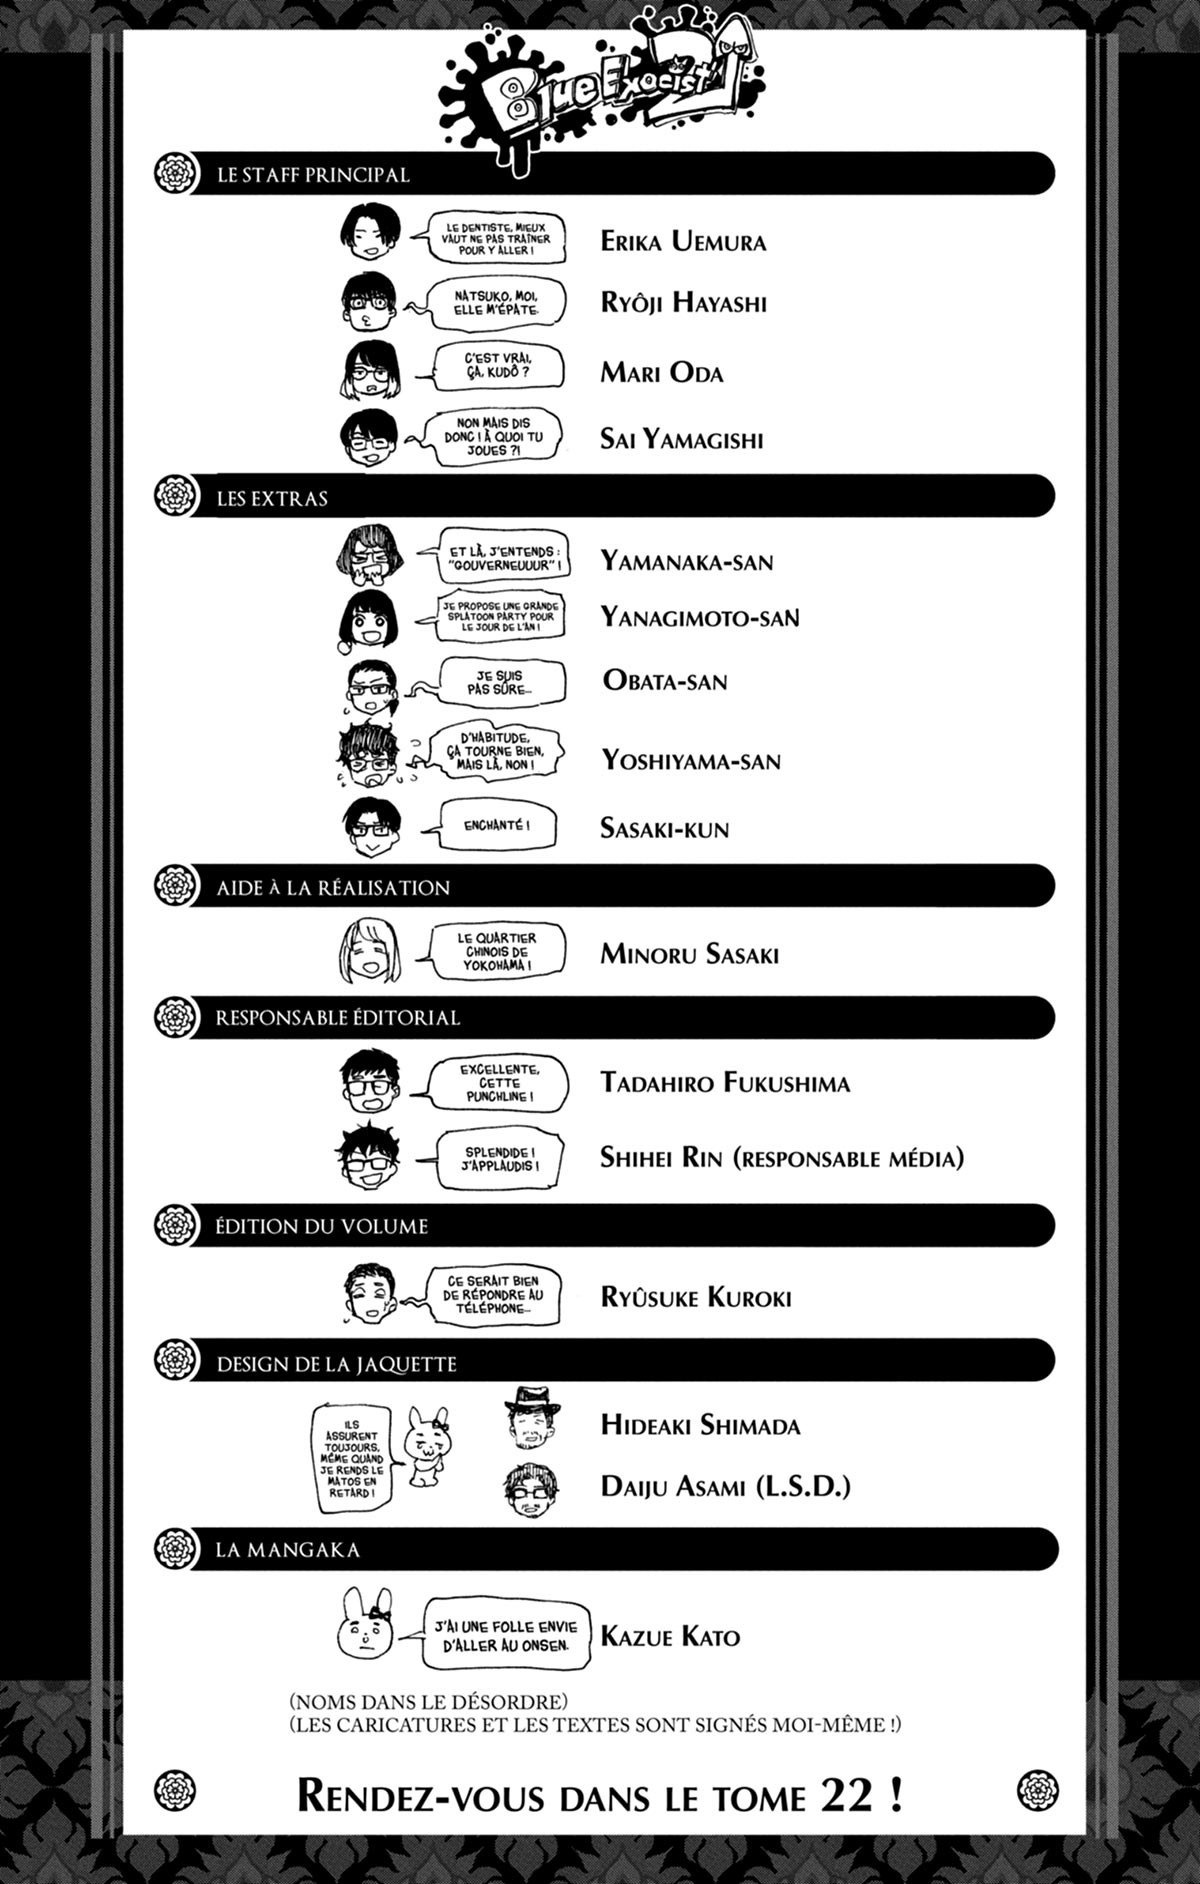 Blue Exorcist 21
LE STAFF PRINCIPAL
LE DENTISTE, MIEUX
VAUT NE PAS TRAÎNER
POUR Y ALLER !
ERIKA UEMURA
NATSUKO, MOI,
ELLE M'ÉPATE.
RYÔJI HAYASHI
C'EST VRAI,
ÇA, KUDÔ ?
MARI ODA
NON MAIS DIS
DONC ! À QUOI TU
JOUES ?!
SAI YAMAGISHI
LES EXTRAS
ET LÀ, J'ENTENDS :
"GOUVERNEUUUR" !
YAMANAKA-SAN
JE PROPOSE UNE GRANDE
SPLATOON PARTY POUR
LE JOUR DE L'AN !
YANAGIMOTO-SAN
JE SUIS
PAS SÛRE...
OBATA-SAN
D'HABITUDE,
ÇA TOURNE BIEN,
MAIS LÀ, NON !
YOSHIYAMA-SAN
ENCHANTÉ !
SASAKI-KUN
AIDE À LA RÉALISATION
LE QUARTIER
CHINOIS DE
YOKOHAMA !
MINORU SASAKI
RESPONSABLE ÉDITORIAL
EXCELLENTE,
CETTE
PUNCHLINE !
TADAHIRO FUKUSHIMA
SPLENDIDE !
J'APPLAUDIS !
SHIHEI RIN (RESPONSABLE MÉDIA)
ÉDITION DU VOLUME
CE SERAIT BIEN
DE RÉPONDRE AU
TÉLÉPHONE...
RYÛSUKE KUROKI
DESIGN DE LA JAQUETTE
ILS
ASSURENT
TOUJOURS,
MÊME QUAND
JE RENDS LE
MATOS EN
RETARD !
HIDEAKI SHIMADA
DAIJU ASAMI (L.S.D.)
LA MANGAKA
J'AI UNE FOLLE ENVIE
D'ALLER AU ONSEN.
KAZUE KATO
(NOMS DANS LE DÉSORDRE)
(LES CARICATURES ET LES TEXTES SONT SIGNÉS MOI-MÊME !)
RENDEZ-VOUS DANS LE TOME 22 !